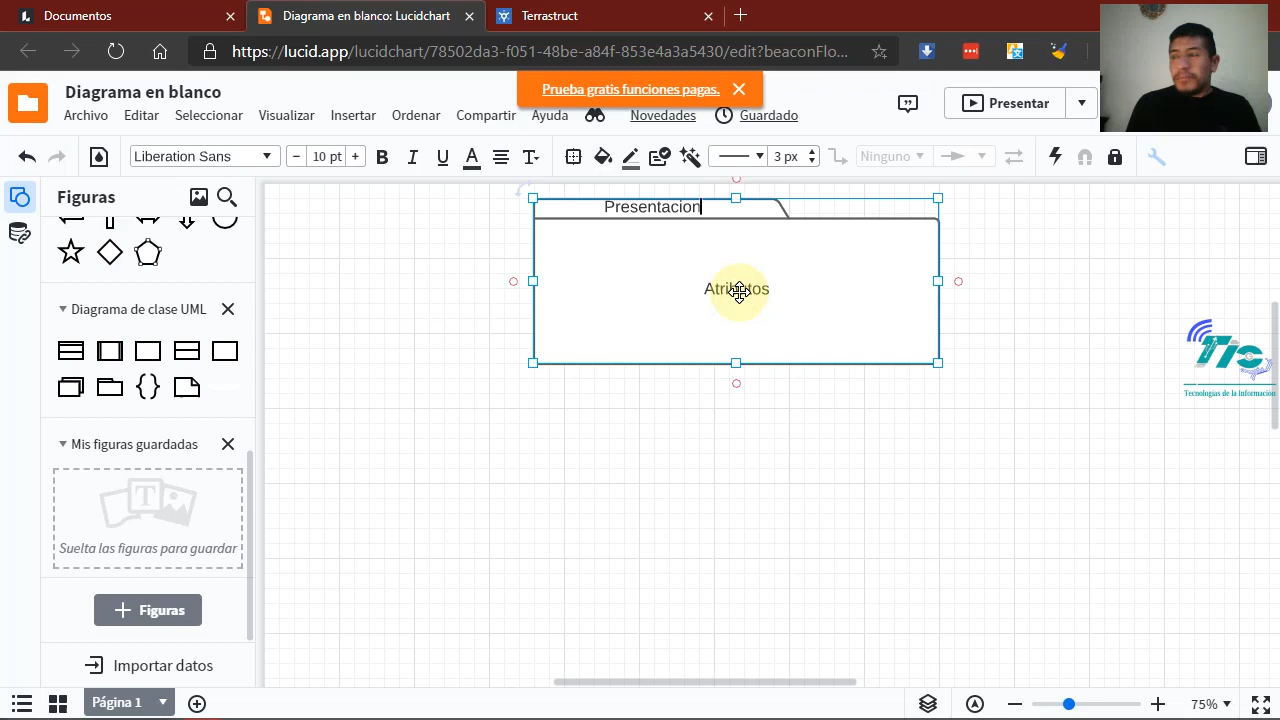 Documentos
Diagrama en blanco: Lucidchart
Terrastruct
https://lucid.app/lucidchart/78502da3-f051-48be-a84f-853e4a3a5430/edit?beaconFlo...
Diagrama en blanco
Prueba gratis funciones pagas.
Presentar
Archivo Editar Seleccionar Visualizar Insertar Ordenar Compartir Ayuda Novedades Guardado
Liberation Sans
10 pt
B I U A
3 px
Ninguno
Figuras
Presentacion
Atributos
Diagrama de clase UML
Tic
Tecnologías de la Informacion
Mis figuras guardadas
Suelta las figuras para guardar
Figuras
Importar datos
Página 1
75%